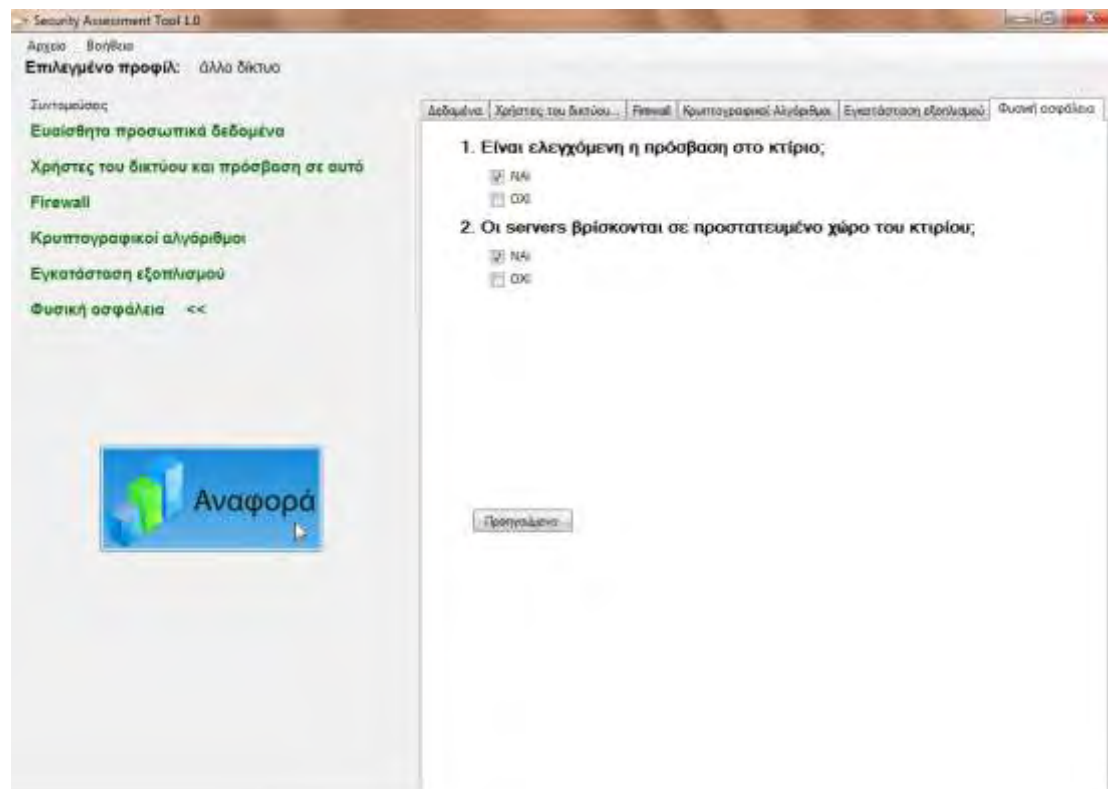 Security Assessment Tool 1.0
Αρχείο Βοήθεια
Επιλεγμένο προφίλ: άλλο δίκτυο
Συντομεύσεις
Ευαίσθητα προσωπικά δεδομένα
Χρήστες του δικτύου και πρόσβαση σε αυτό
Firewall
Κρυπτογραφικοί αλγόριθμοι
Εγκατάσταση εξοπλισμού
Φυσική ασφάλεια <<
Αναφορά
Δεδομένα Χρήστες του δικτύου... Firewall Κρυπτογραφικοί Αλγόριθμοι Εγκατάσταση εξοπλισμού Φυσική ασφάλεια
1. Είναι ελεγχόμενη η πρόσβαση στο κτίριο;
ΝΑΙ
ΟΧΙ
2. Οι servers βρίσκονται σε προστατευμένο χώρο του κτιρίου;
ΝΑΙ
ΟΧΙ
Προηγούμενο